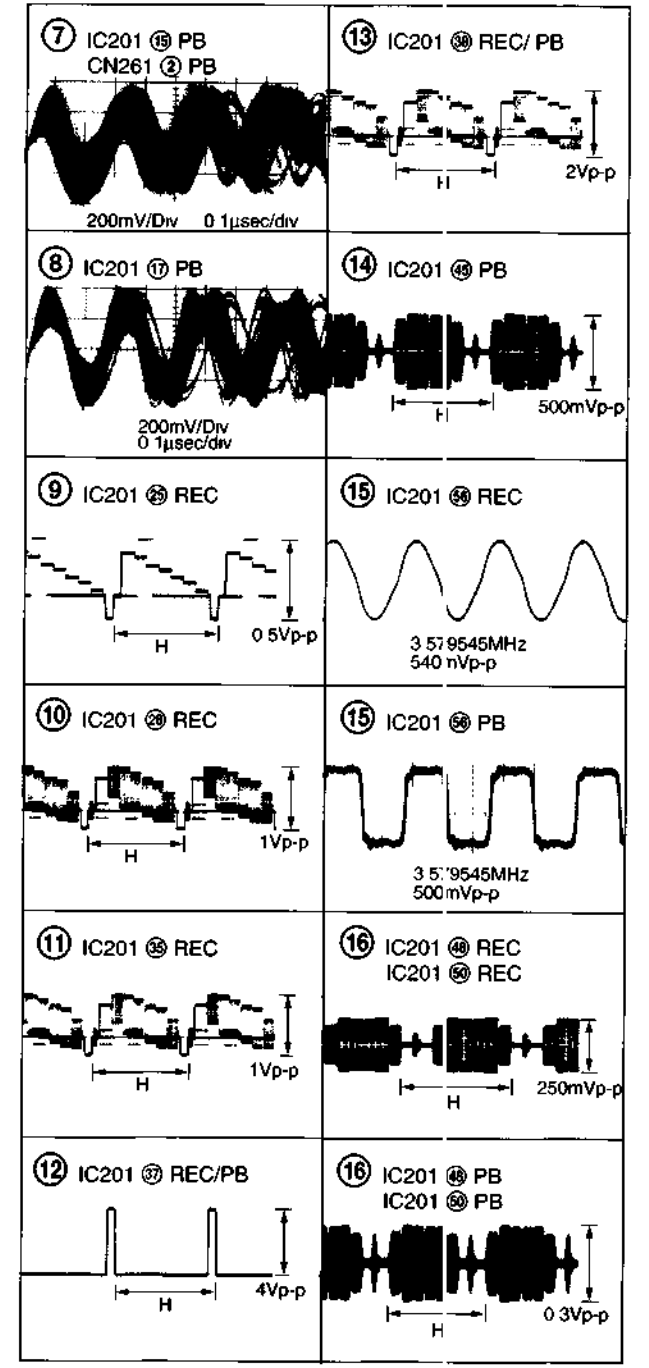 ⑦ IC201 ⑮ PB
CN261 ② PB
200mV/Div 0 1μsec/div
⑧ IC201 ⑰ PB
200mV/Div
0 1μsec/div
⑨ IC201 ㉕ REC
H
0 5Vp-p
⑩ IC201 REC
H
1Vp-p
⑪ IC201 ㉟ REC
H
1Vp-p
⑫ IC201 ㊲ REC/PB
H
4Vp-p
⑬ IC201 ㊳ REC/ PB
H
2Vp-p
⑭ IC201 PB
H
500mVp-p
⑮ IC201 REC
3 579545MHz
540 mVp-p
⑮ IC201 PB
3 579545MHz
500mVp-p
⑯ IC201 ㊽ REC
IC201 ㊿ REC
H
250mVp-p
⑯ IC201 ㊽ PB
IC201 ㊿ PB
H
0 3Vp-p